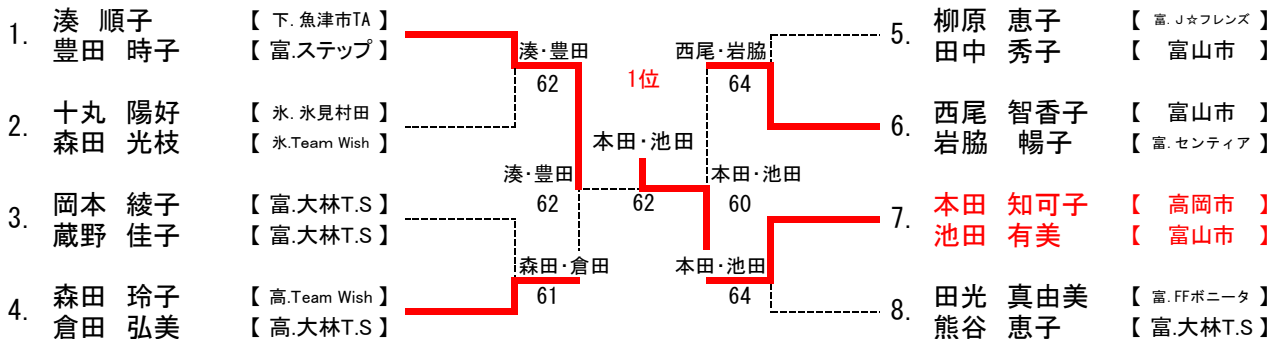 1. 湊 順子 【 下. 魚津市TA 】
豊田 時子 【 富.ステップ 】
2. 十丸 陽好 【 氷. 氷見村田 】
森田 光枝 【 氷.Team Wish 】
3. 岡本 綾子 【 富.大林T.S 】
蔵野 佳子 【 富.大林T.S 】
4. 森田 玲子 【 高.Team Wish 】
倉田 弘美 【 高.大林T.S 】
湊・豊田
62
湊・豊田
62
森田・倉田
61
1位
本田・池田
62
西尾・岩脇
64
本田・池田
60
本田・池田
64
5. 柳原 恵子 【 富. J☆フレンズ 】
田中 秀子 【 富山市 】
6. 西尾 智香子 【 富山市 】
岩脇 暢子 【 富. センティア 】
7. 本田 知可子 【 高岡市 】
池田 有美 【 富山市 】
8. 田光 真由美 【 富. FFボニータ 】
熊谷 恵子 【 富.大林T.S 】